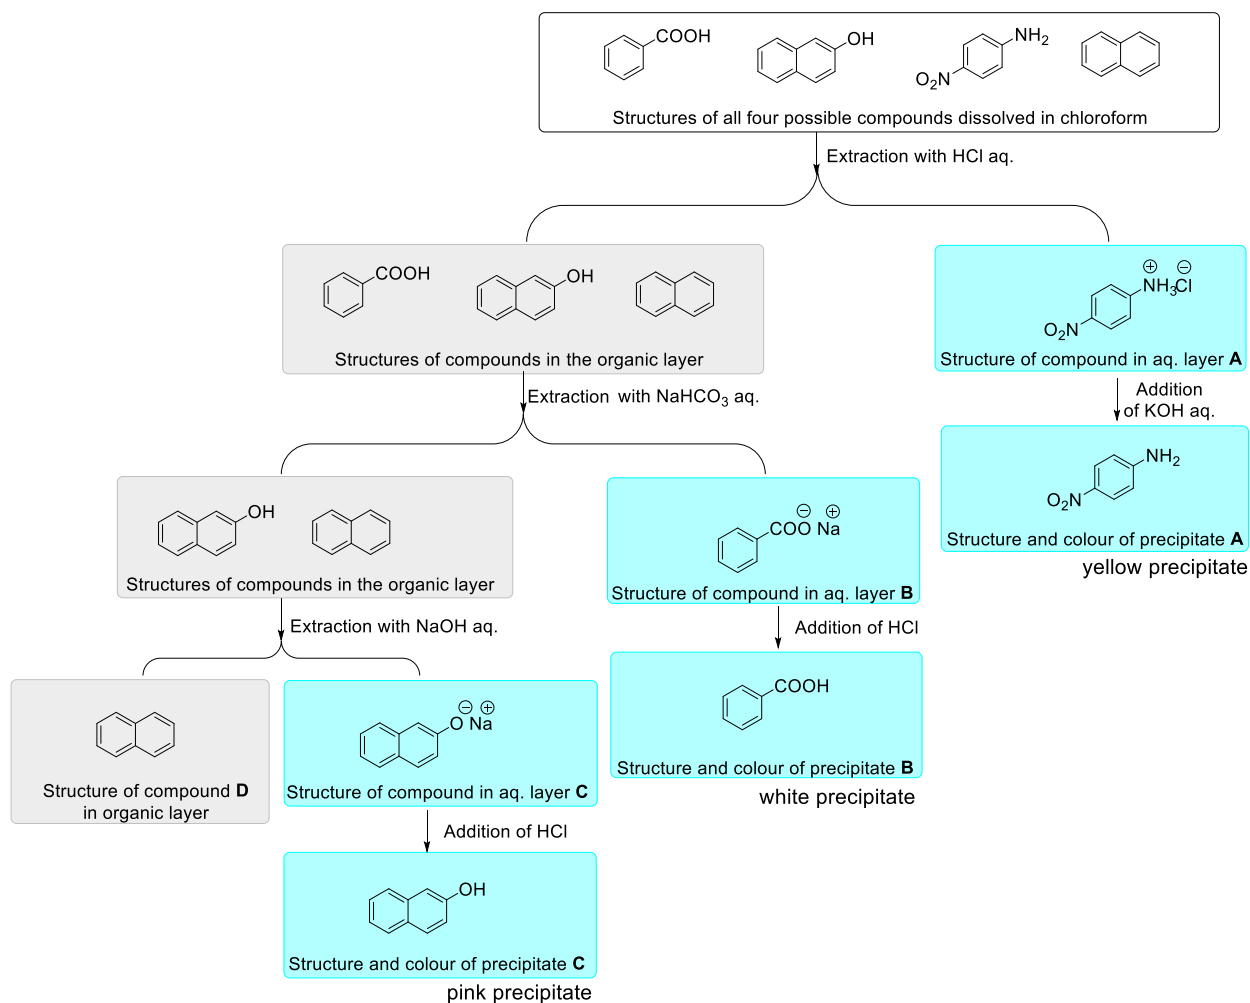 COOH
OH
NH2
O2N
Structures of all four possible compounds dissolved in chloroform
Extraction with HCl aq.
COOH
OH
Structures of compounds in the organic layer
⊕ ⊖
NH3Cl
O2N
Structure of compound in aq. layer A
Extraction with NaHCO3 aq.
Addition
of KOH aq.
OH
Structures of compounds in the organic layer
⊖ ⊕
COO Na
Structure of compound in aq. layer B
NH2
O2N
Structure and colour of precipitate A
yellow precipitate
Extraction with NaOH aq.
Addition of HCl
Structure of compound D
in organic layer
⊖ ⊕
O Na
Structure of compound in aq. layer C
COOH
Structure and colour of precipitate B
white precipitate
Addition of HCl
OH
Structure and colour of precipitate C
pink precipitate